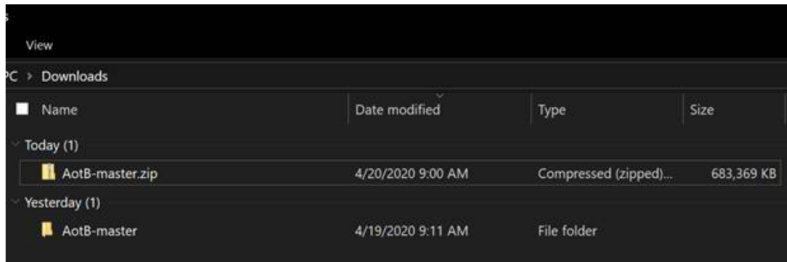 s
View
PC > Downloads
Name Date modified Type Size
Today (1)
AotB-master.zip 4/20/2020 9:00 AM Compressed (zipped)... 683,369 KB
Yesterday (1)
AotB-master 4/19/2020 9:11 AM File folder